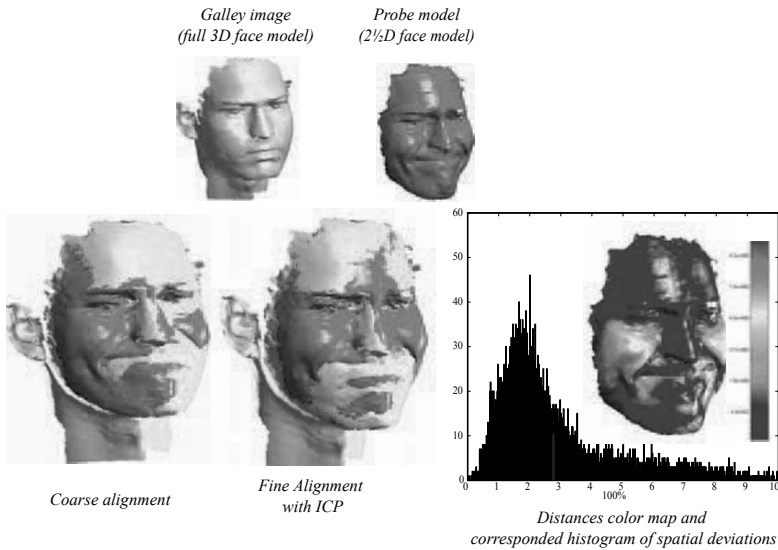 Galley image
(full 3D face model)
Probe model
(2½D face model)
60
50
40
30
20
10
0
0 1 2 3 4 5 6 7 8 9 10
100%
Coarse alignment
Fine Alignment
with ICP
Distances color map and
corresponded histogram of spatial deviations